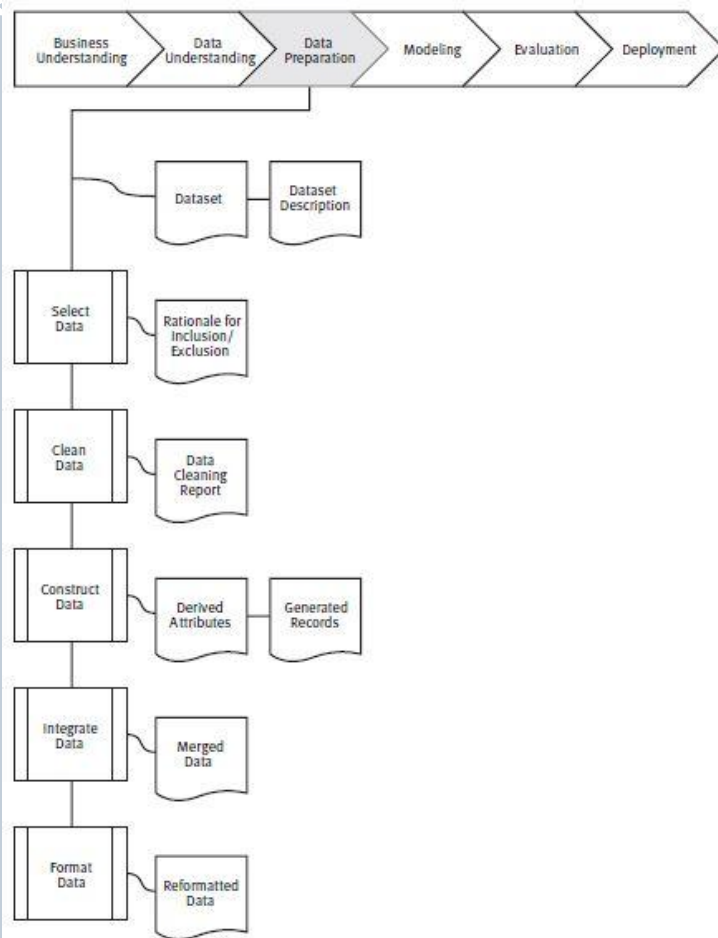 Business
Understanding
Data
Understanding
Data
Preparation
Modeling
Evaluation
Deployment
Dataset
Dataset
Description
Select
Data
Rationale for
Inclusion/
Exclusion
Clean
Data
Data
Cleaning
Report
Construct
Data
Derived
Attributes
Generated
Records
Integrate
Data
Merged
Data
Format
Data
Reformatted
Data